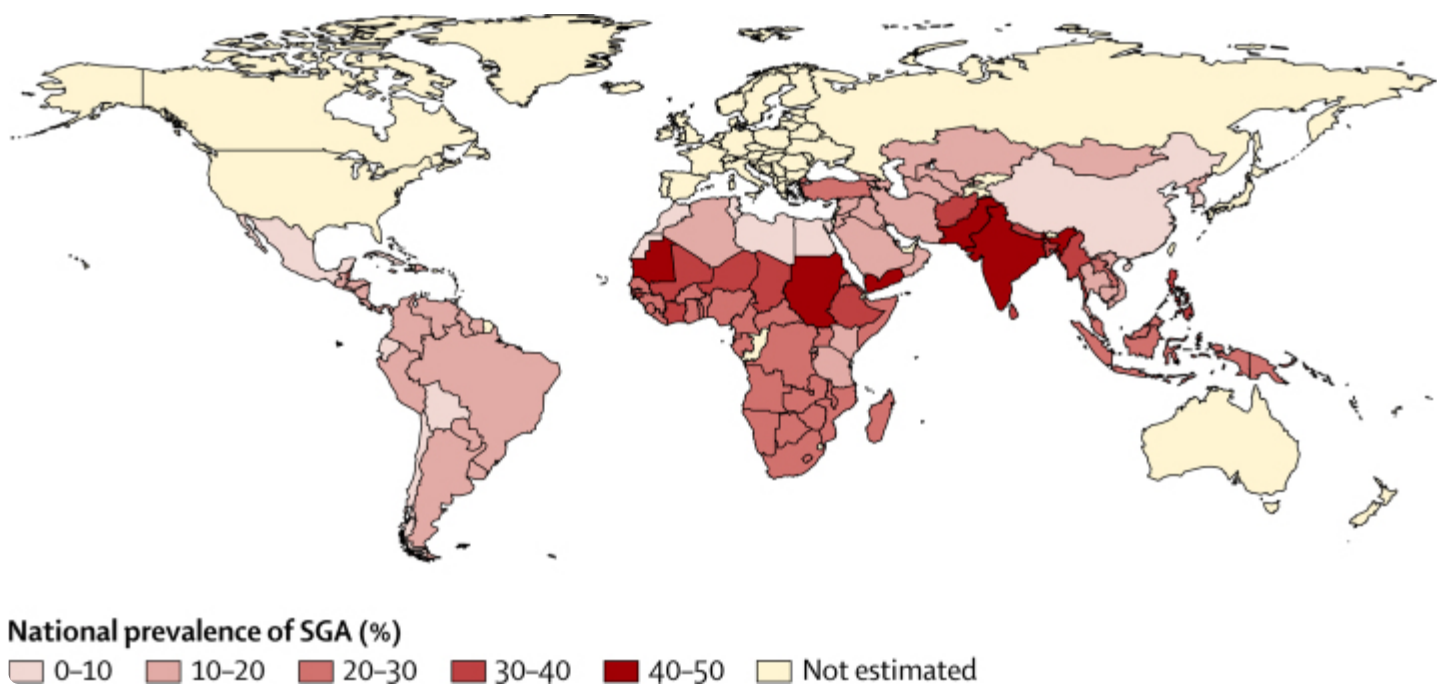 National prevalence of SGA (%)
0–10 10–20 20–30 30–40 40–50 Not estimated